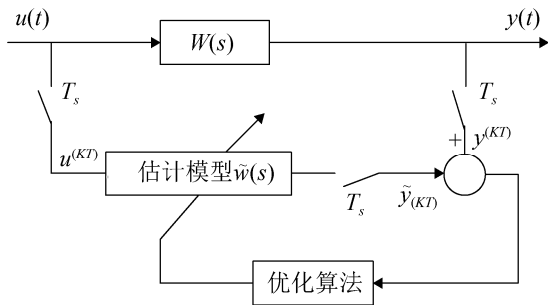 u(t)
y(t)
W(s)
T_s
T_s
u^(KT)
+
y^(KT)
估计模型w̃(s)
T_s
ỹ_(KT)
优化算法